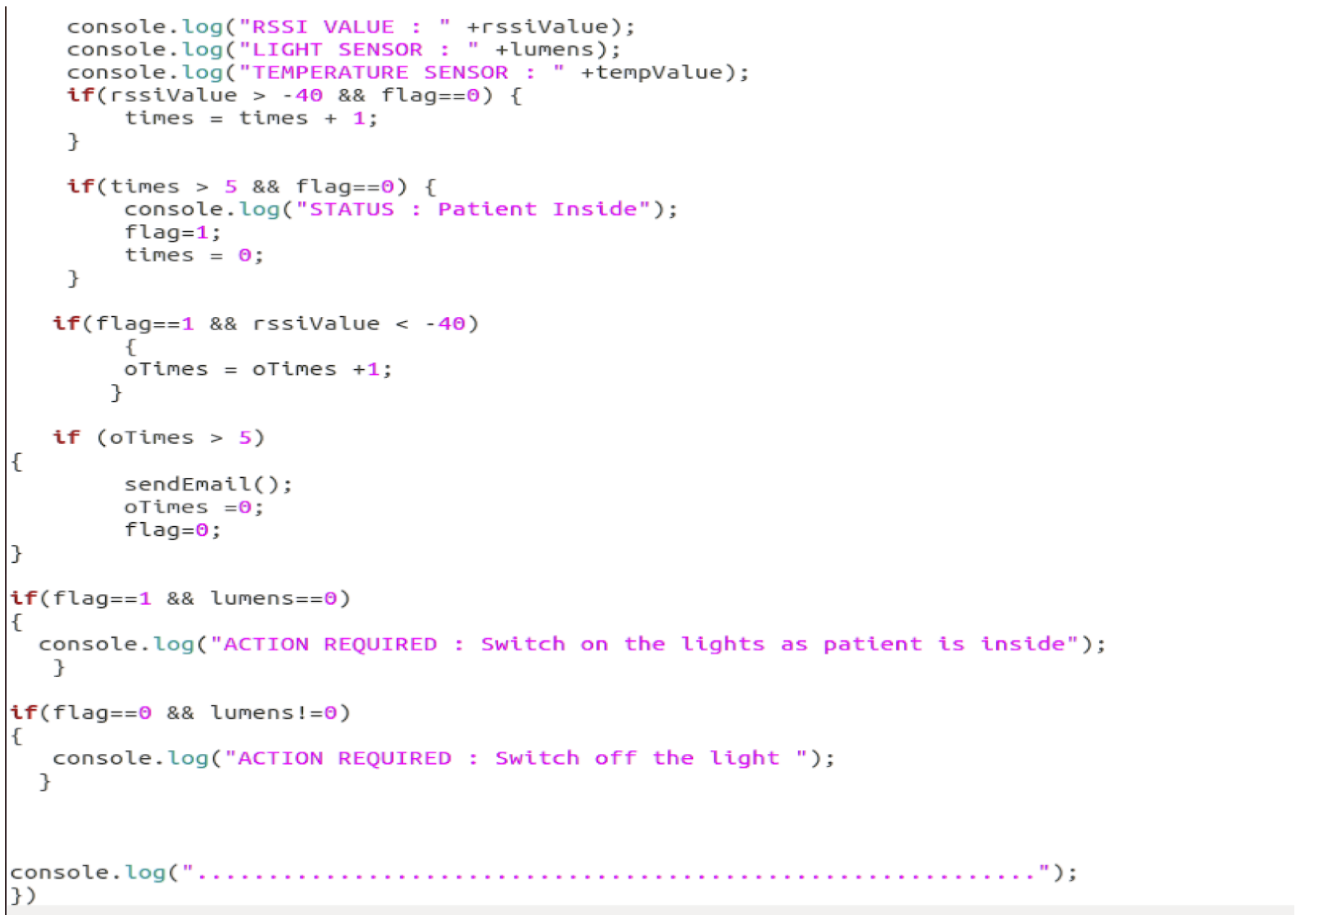 console.log("RSSI VALUE : " +rssiValue);
console.log("LIGHT SENSOR : " +lumens);
console.log("TEMPERATURE SENSOR : " +tempValue);
if(rssiValue > -40 && flag==0) {
times = times + 1;
}
if(times > 5 && flag==0) {
console.log("STATUS : Patient Inside");
flag=1;
times = 0;
}
if(flag==1 && rssiValue < -40)
{
oTimes = oTimes +1;
}
if (oTimes > 5)
{
sendEmail();
oTimes =0;
flag=0;
}
if(flag==1 && lumens==0)
{
console.log("ACTION REQUIRED : Switch on the lights as patient is inside");
}
if(flag==0 && lumens!=0)
{
console.log("ACTION REQUIRED : Switch off the light ");
}
console.log("...........................................................");
})